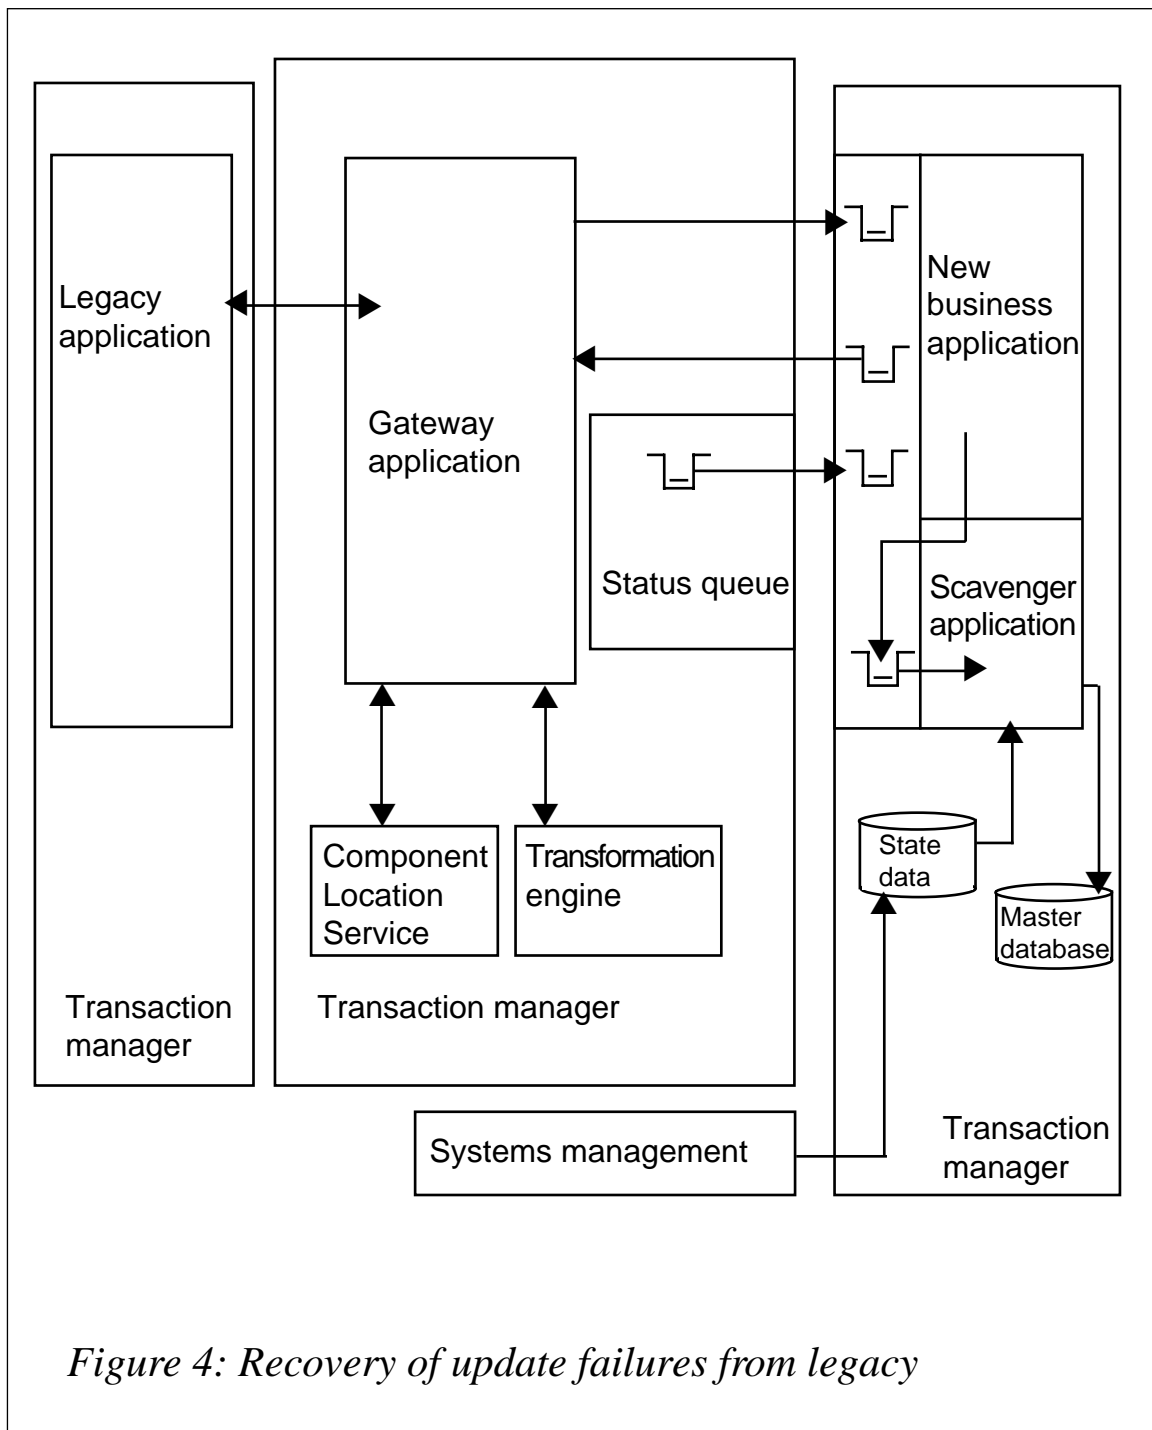 Legacy
application
Gateway
application
New
business
application
Status queue
Scavenger
application
Component
Location
Service
Transformation
engine
State
data
Master
database
Transaction
manager
Transaction manager
Systems management
Transaction
manager
Figure 4: Recovery of update failures from legacy